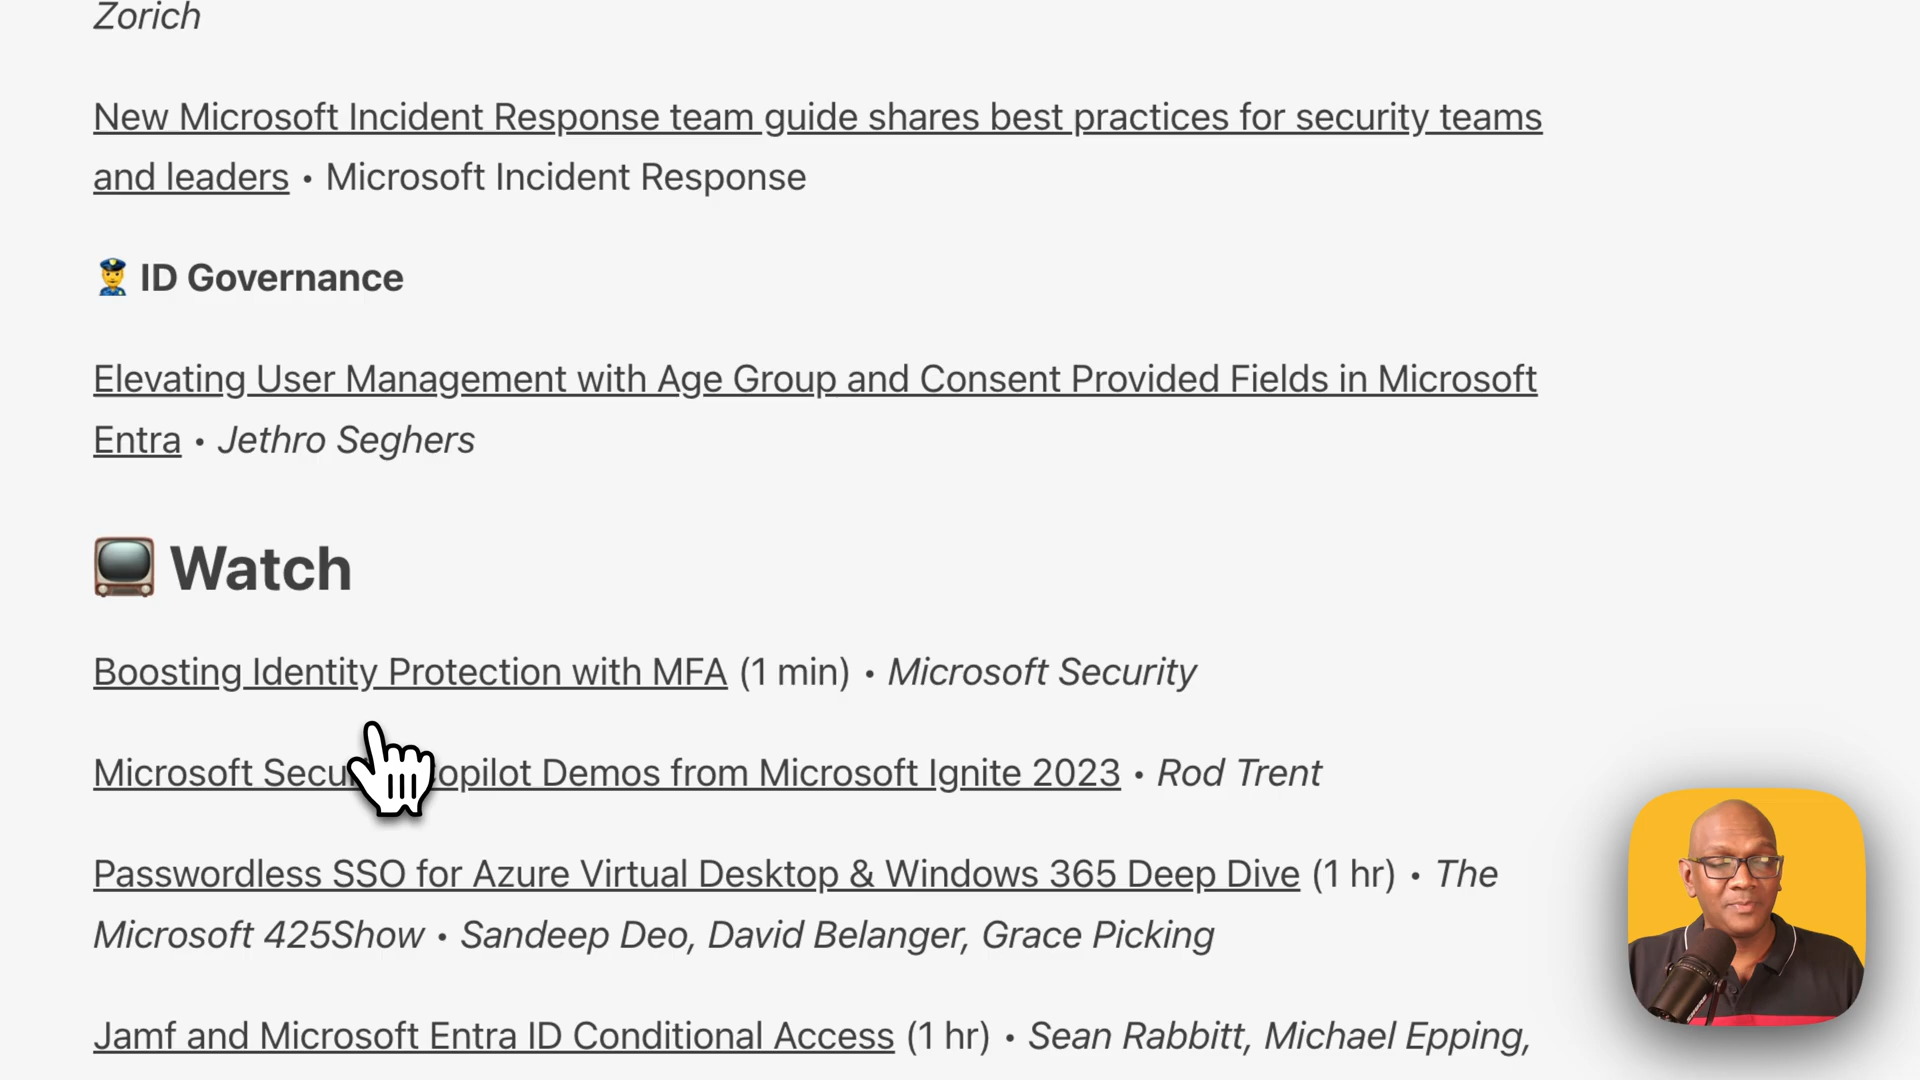 Zorich
New Microsoft Incident Response team guide shares best practices for security teams
and leaders • Microsoft Incident Response
👮 ID Governance
Elevating User Management with Age Group and Consent Provided Fields in Microsoft
Entra • Jethro Seghers
📺 Watch
Boosting Identity Protection with MFA (1 min) • Microsoft Security
Microsoft Secu opilot Demos from Microsoft Ignite 2023 • Rod Trent
Passwordless SSO for Azure Virtual Desktop & Windows 365 Deep Dive (1 hr) • The
Microsoft 425Show • Sandeep Deo, David Belanger, Grace Picking
Jamf and Microsoft Entra ID Conditional Access (1 hr) • Sean Rabbitt, Michael Epping,